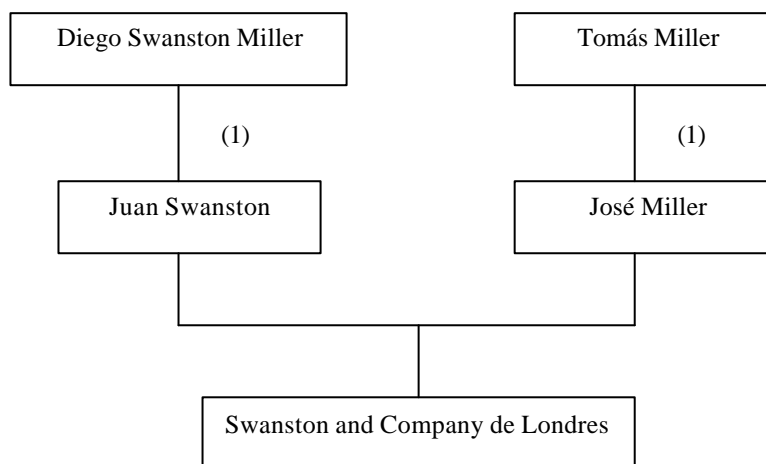 Diego Swanston Miller
Tomás Miller
(1)
(1)
Juan Swanston
José Miller
Swanston and Company de Londres